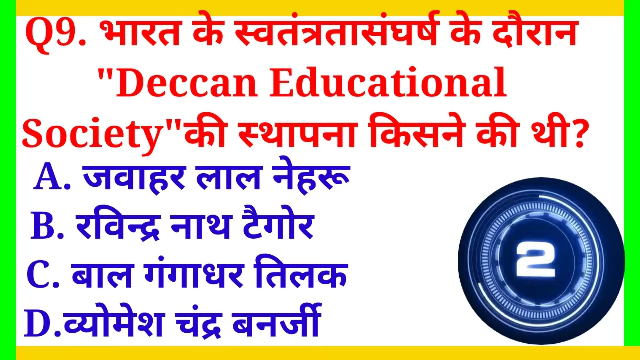 Q9. भारत के स्वतंत्रतासंघर्ष के दौरान
"Deccan Educational
Society"की स्थापना किसने की थी?
A. जवाहर लाल नेहरू
B. रविन्द्र नाथ टैगोर
C. बाल गंगाधर तिलक
D.व्योमेश चंद्र बनर्जी
2